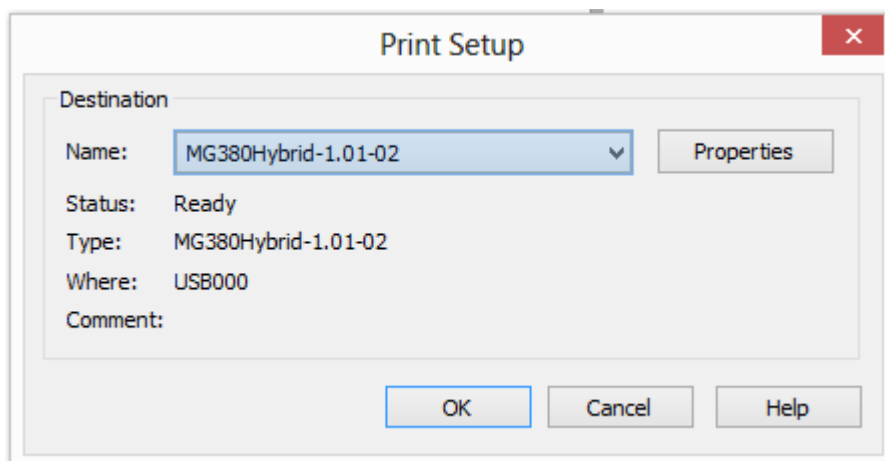 Print Setup
Destination
Name: MG380Hybrid-1.01-02 Properties
Status: Ready
Type: MG380Hybrid-1.01-02
Where: USB000
Comment:
OK Cancel Help